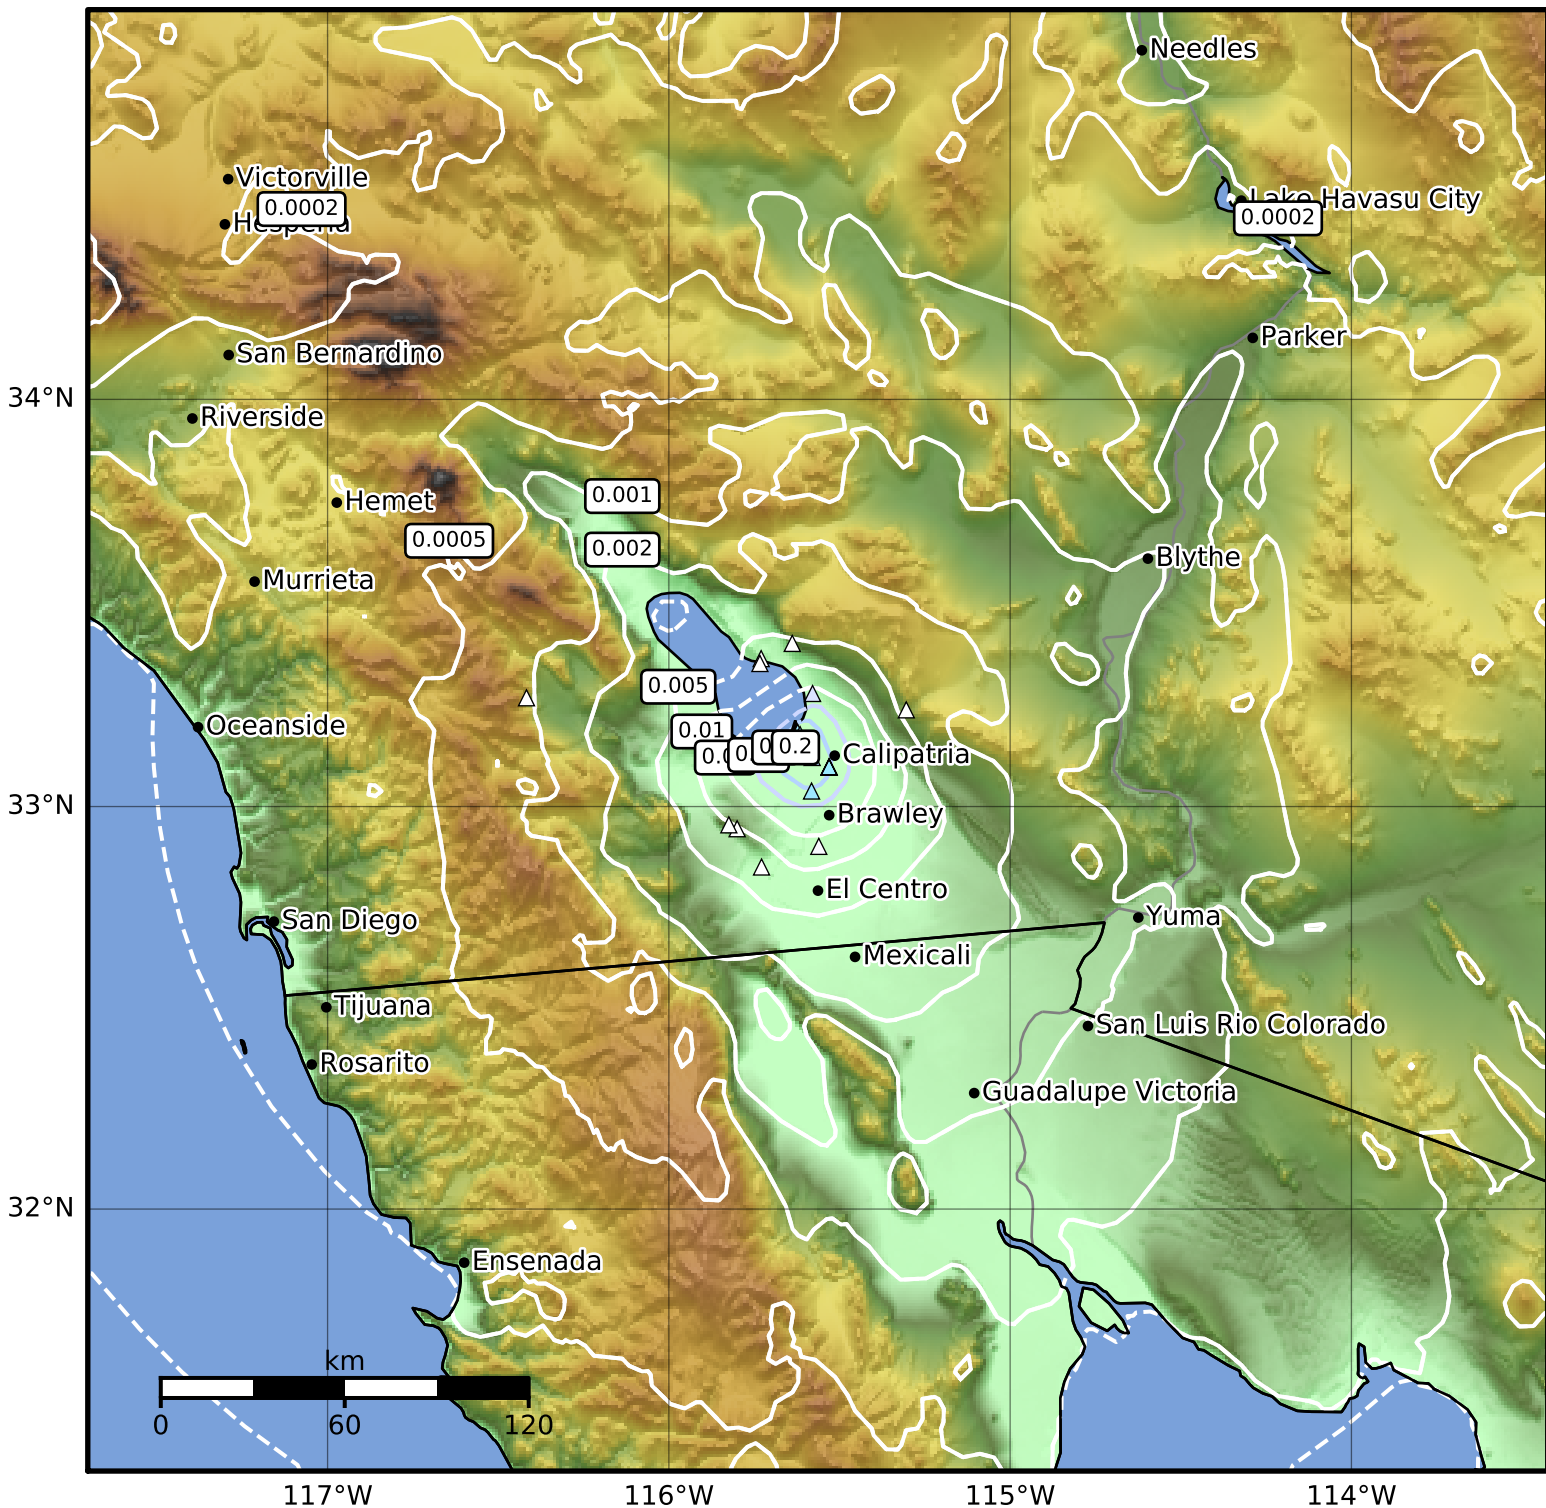 Needles
Victorville
0.0002
Lake Havasu City
0.0002
Parker
San Bernardino
34°N
Riverside
0.001
Hemet
0.0005
0.002
Blythe
Murrieta
0.005
Oceanside
0.01
0.2
Calipatria
33°N
Brawley
El Centro
San Diego
Yuma
Mexicali
Tijuana
San Luis Rio Colorado
Rosarito
Guadalupe Victoria
32°N
Ensenada
km
0 60 120
117°W 116°W 115°W 114°W